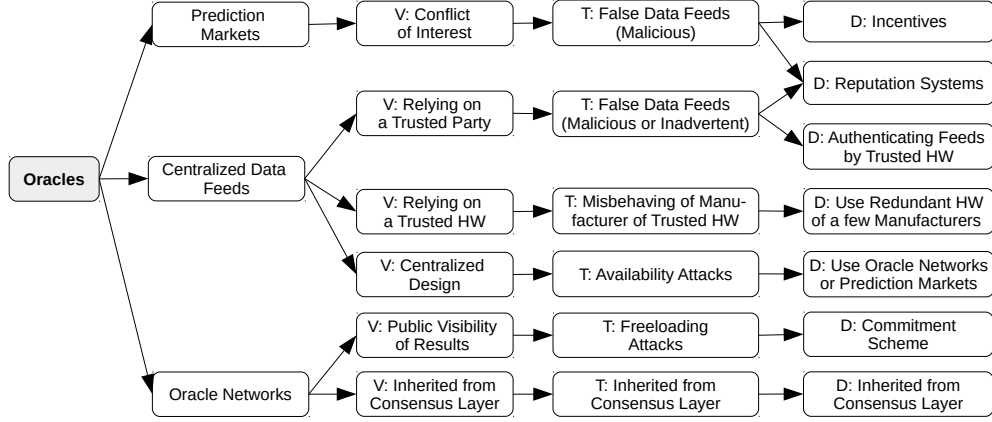 Prediction
Markets
V: Conflict
of Interest
T: False Data Feeds
(Malicious)
D: Incentives
D: Reputation Systems
V: Relying on
a Trusted Party
T: False Data Feeds
(Malicious or Inadvertent)
D: Authenticating Feeds
by Trusted HW
Oracles
Centralized Data
Feeds
V: Relying on
a Trusted HW
T: Misbehaving of Manu-
facturer of Trusted HW
D: Use Redundant HW
of a few Manufacturers
V: Centralized
Design
T: Availability Attacks
D: Use Oracle Networks
or Prediction Markets
V: Public Visibility
of Results
T: Freeloading
Attacks
D: Commitment
Scheme
Oracle Networks
V: Inherited from
Consensus Layer
T: Inherited from
Consensus Layer
D: Inherited from
Consensus Layer